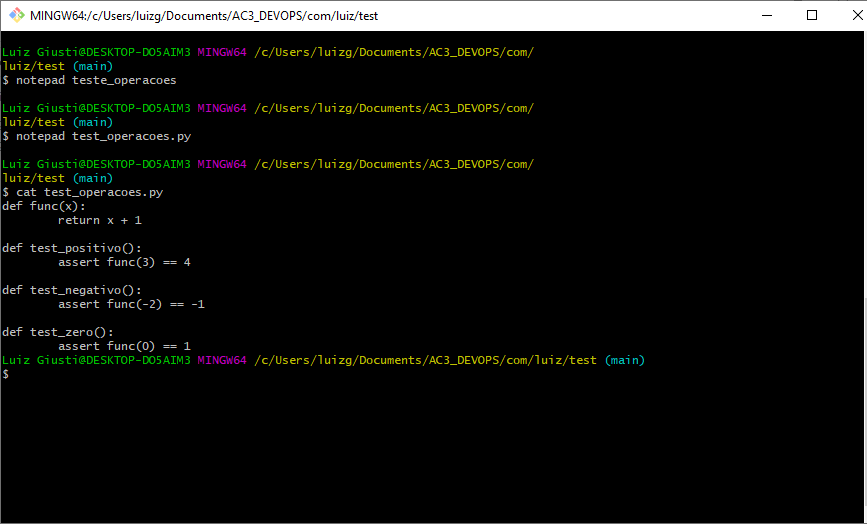 MINGW64:/c/Users/luizg/Documents/AC3_DEVOPS/com/luiz/test
Luiz Giusti@DESKTOP-DO5AIM3 MINGW64 /c/Users/luizg/Documents/AC3_DEVOPS/com/
luiz/test (main)
$ notepad teste_operacoes
Luiz Giusti@DESKTOP-DO5AIM3 MINGW64 /c/Users/luizg/Documents/AC3_DEVOPS/com/
luiz/test (main)
$ notepad test_operacoes.py
Luiz Giusti@DESKTOP-DO5AIM3 MINGW64 /c/Users/luizg/Documents/AC3_DEVOPS/com/
luiz/test (main)
$ cat test_operacoes.py
def func(x):
        return x + 1
def test_positivo():
        assert func(3) == 4
def test_negativo():
        assert func(-2) == -1
def test_zero():
        assert func(0) == 1
Luiz Giusti@DESKTOP-DO5AIM3 MINGW64 /c/Users/luizg/Documents/AC3_DEVOPS/com/luiz/test (main)
$